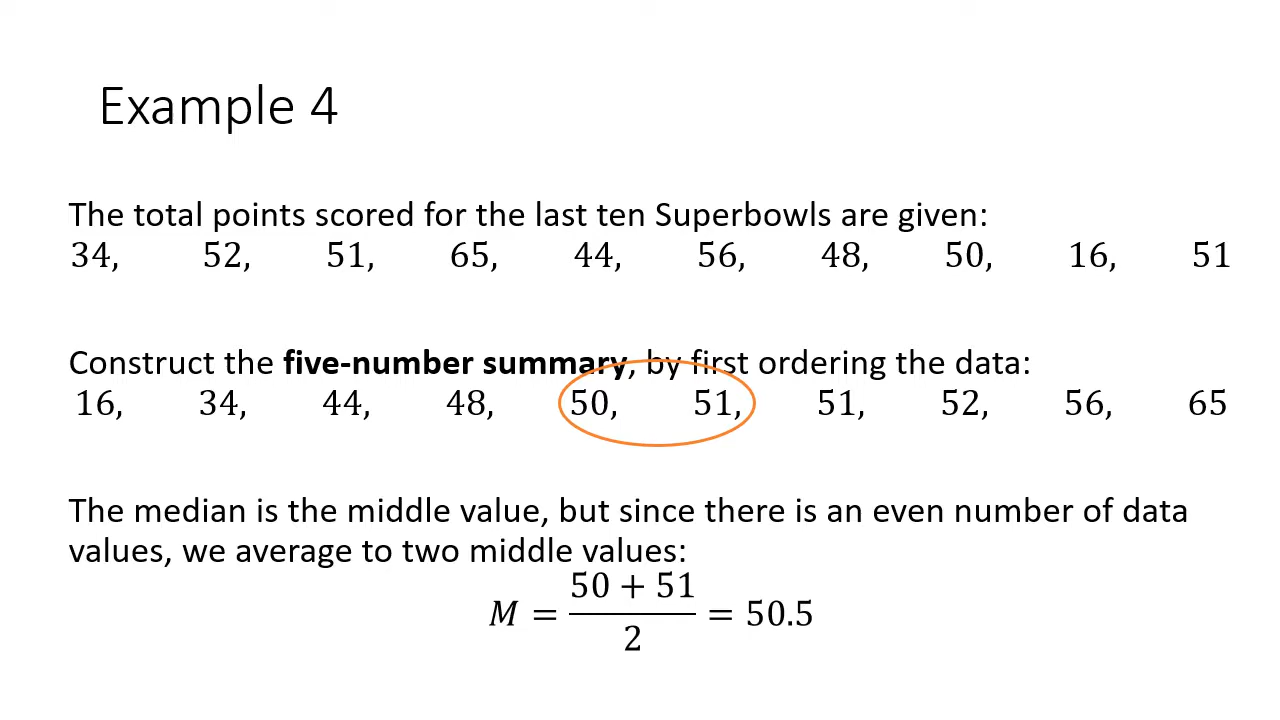 Example 4
The total points scored for the last ten Superbowls are given:
34, 52, 51, 65, 44, 56, 48, 50, 16, 51
Construct the five-number summary, by first ordering the data:
16, 34, 44, 48, 50, 51, 51, 52, 56, 65
The median is the middle value, but since there is an even number of data
values, we average to two middle values:
M = (50 + 51)/2 = 50.5